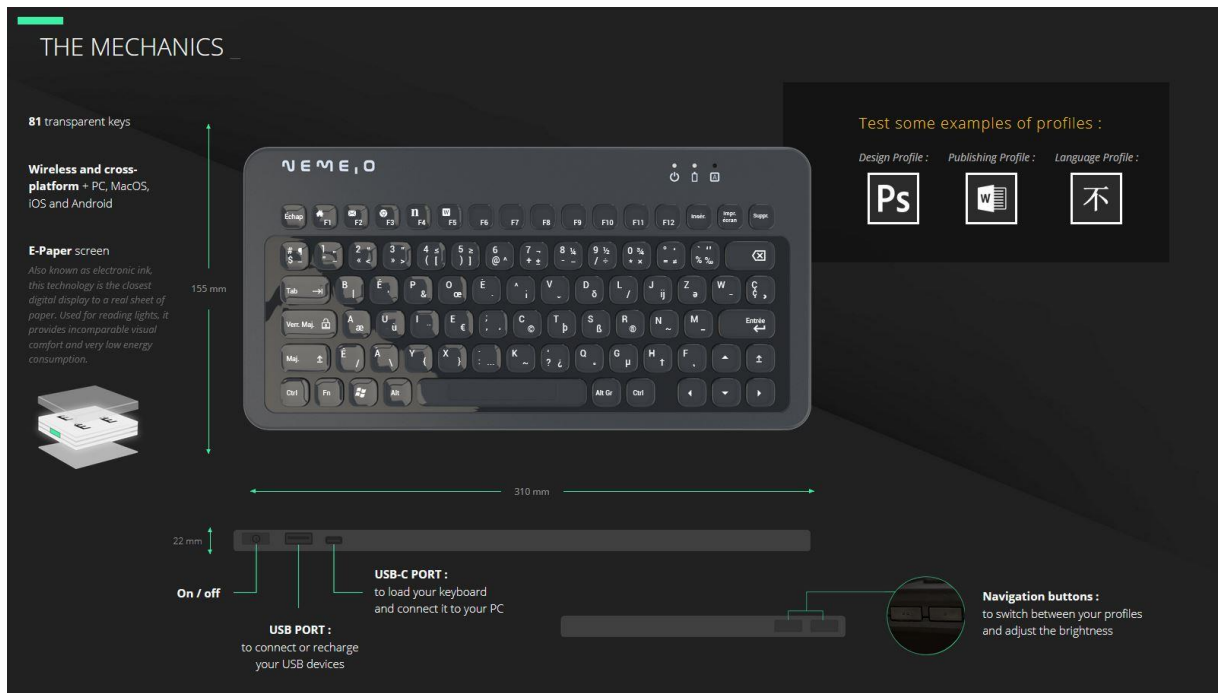 THE MECHANICS _
81 transparent keys
Wireless and cross-
platform + PC, MacOS,
iOS and Android
E-Paper screen
Also known as electronic ink,
this technology is the closest
digital display to a real sheet of
paper. Used for reading lights, it
provides incomparable visual
comfort and very low energy
consumption.
155 mm
NEMEIO
Échap F1 F2 F3 n F4 W F5 F6 F7 F8 F9 F10 F11 F12 Insér. Impr. écran Suppr.
Tab B É P O È V D L J Z W Ç
Verr. Maj. A U I E C T S R N M Entrée
Maj. Ê À Y X K Q G H F
Ctrl Fn Alt Alt Gr Ctrl
Test some examples of profiles :
Design Profile : Publishing Profile : Language Profile :
Ps W 不
310 mm
22 mm
On / off
USB-C PORT :
to load your keyboard
and connect it to your PC
USB PORT :
to connect or recharge
your USB devices
Navigation buttons :
to switch between your profiles
and adjust the brightness